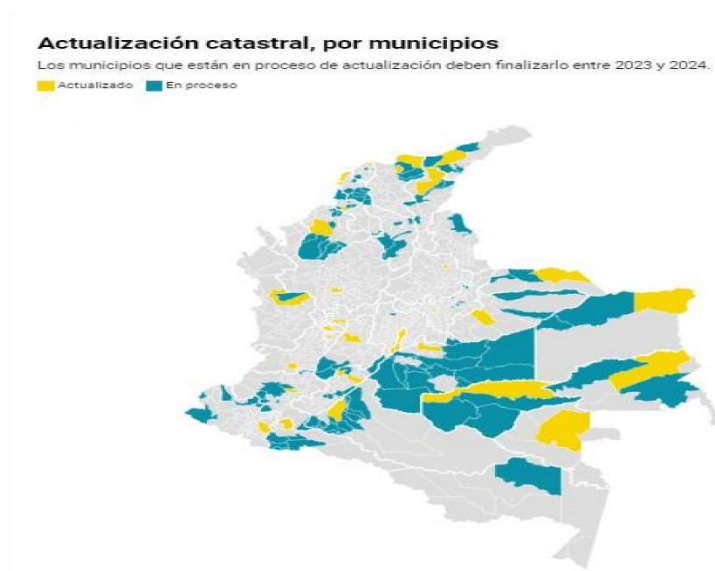 Actualización catastral, por municipios
Los municipios que están en proceso de actualización deben finalizarlo entre 2023 y 2024.
Actualizado En proceso